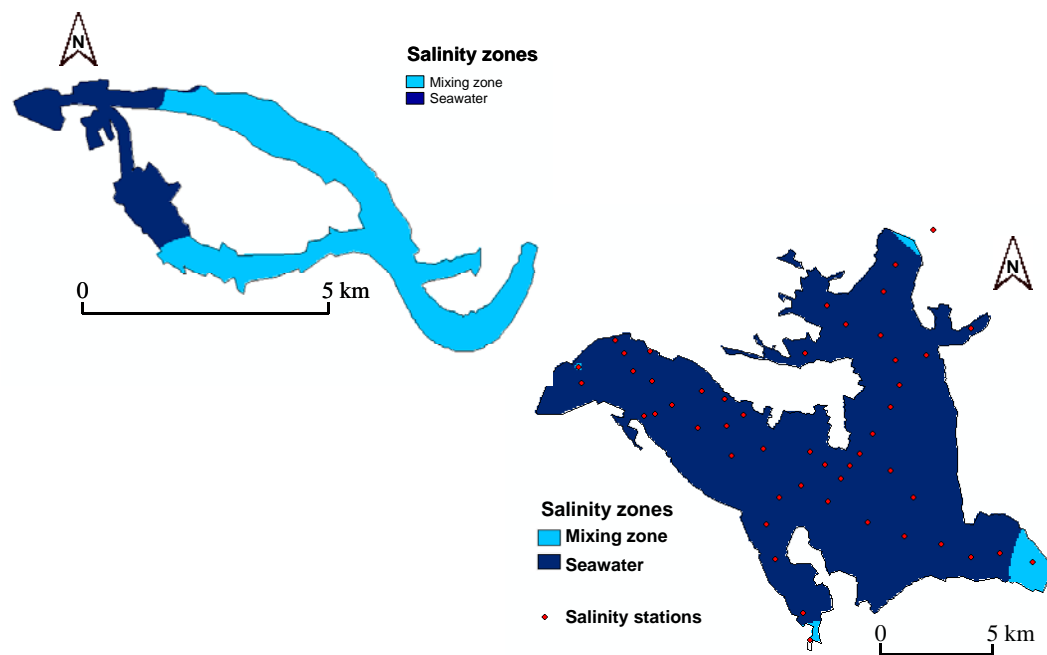 N
Salinity zones
Mixing zone
Seawater
0 5 km
N
Salinity zones
Mixing zone
Seawater
Salinity stations
0 5 km